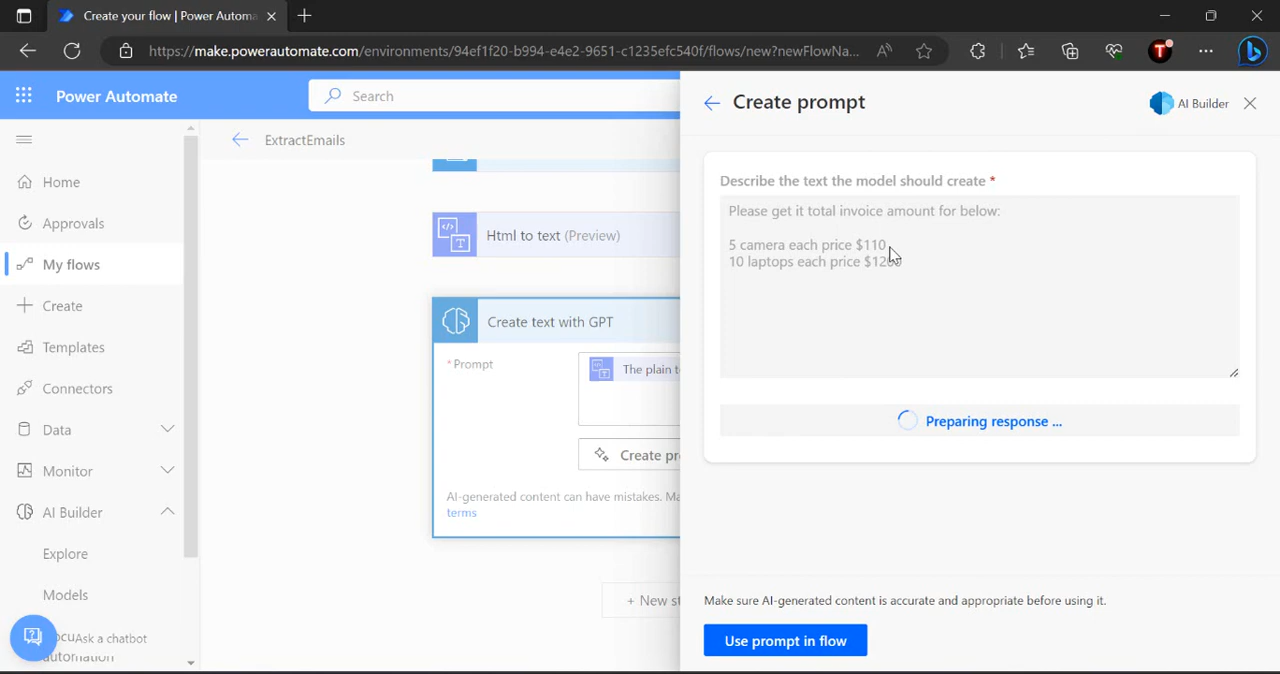 Create your flow | Power Automa
https://make.powerautomate.com/environments/94ef1f20-b994-e4e2-9651-c1235efc540f/flows/new?newFlowNa...
T
Power Automate
Search
ExtractEmails
Home
Approvals
My flows
Create
Templates
Connectors
Data
Monitor
AI Builder
Explore
Models
Ask a chatbot
automation
Html to text (Preview)
Create text with GPT
* Prompt
The plain t
Create pr
AI-generated content can have mistakes. Ma
terms
+ New st
Create prompt
AI Builder
Describe the text the model should create *
Please get it total invoice amount for below:
5 camera each price $110
10 laptops each price $1200
Preparing response ...
Make sure AI-generated content is accurate and appropriate before using it.
Use prompt in flow